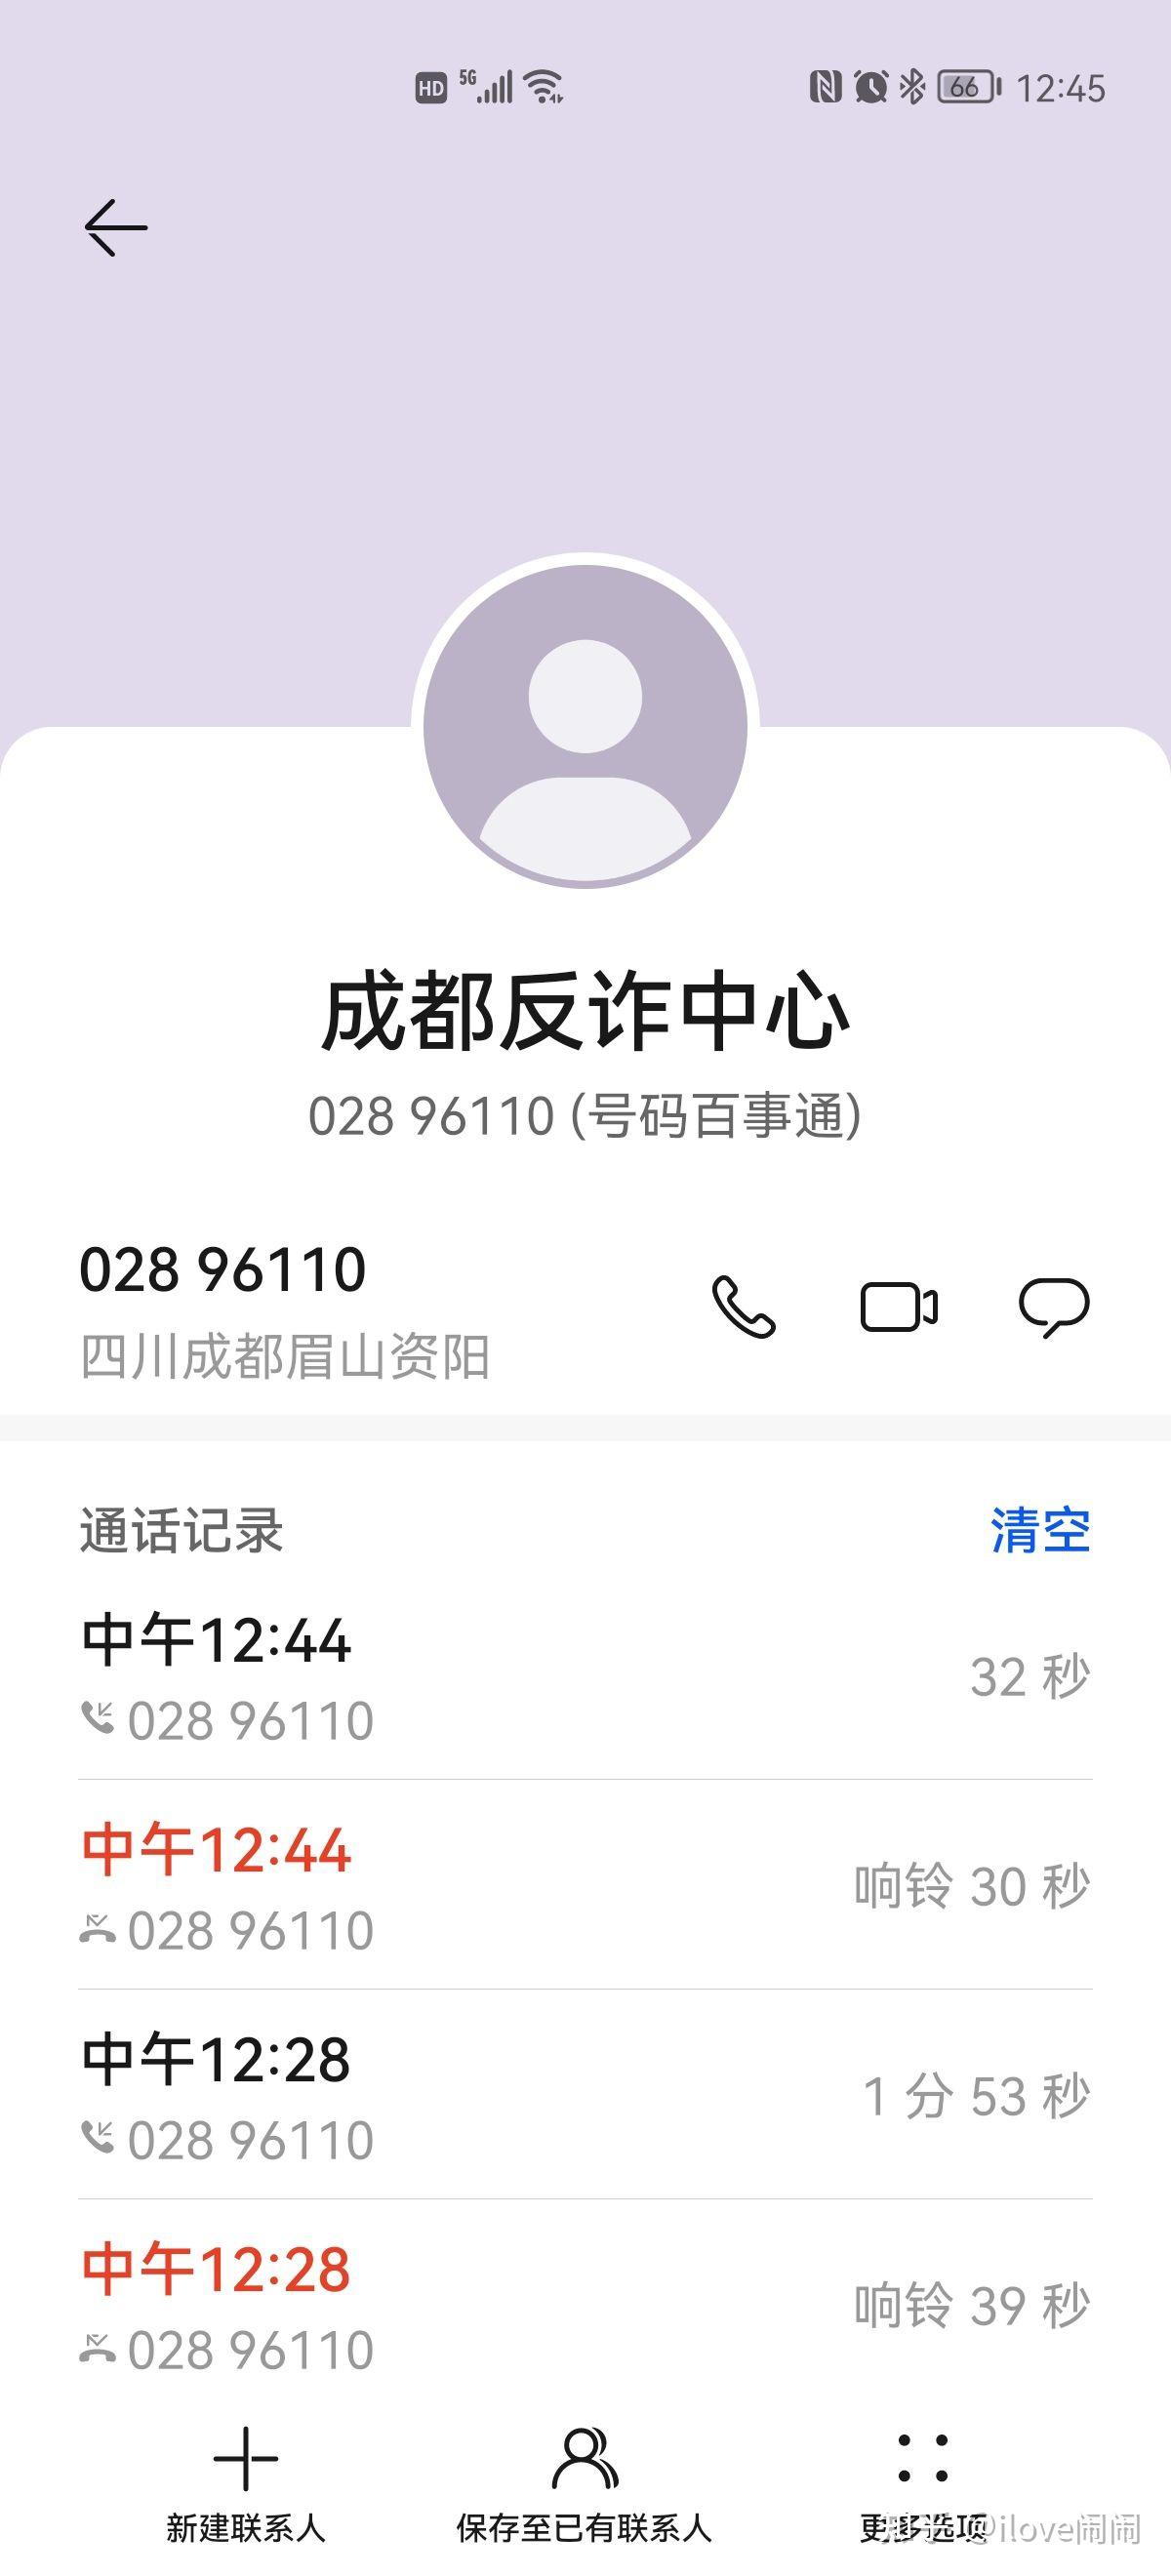 HD 5G 66 12:45
成都反诈中心
028 96110 (号码百事通)
028 96110
四川成都眉山资阳
通话记录 清空
中午12:44
32 秒
028 96110
中午12:44
响铃 30 秒
028 96110
中午12:28
1 分 53 秒
028 96110
中午12:28
响铃 39 秒
028 96110
新建联系人 保存至已有联系人 更多选项
知乎 @ilove闹闹